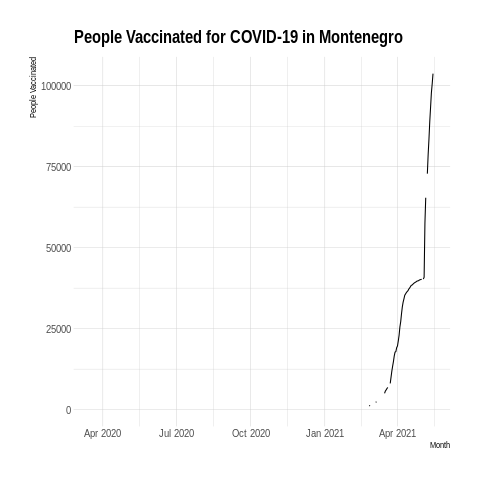 People Vaccinated for COVID-19 in Montenegro
People Vaccinated
100000
75000
50000
25000
0
Apr 2020 Jul 2020 Oct 2020 Jan 2021 Apr 2021
Month